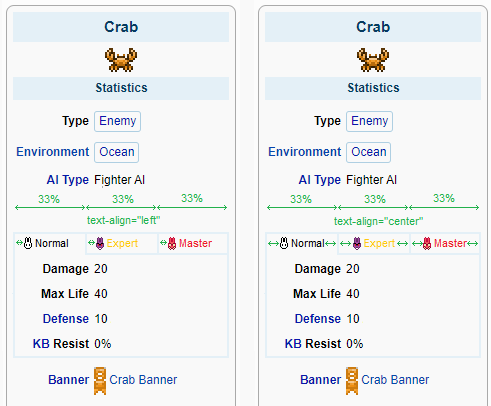 Crab
Statistics
Type Enemy
Environment Ocean
AI Type Fighter AI
33% 33% 33%
text-align="left"
Normal Expert Master
Damage 20
Max Life 40
Defense 10
KB Resist 0%
Banner Crab Banner
Crab
Statistics
Type Enemy
Environment Ocean
AI Type Fighter AI
33% 33% 33%
text-align="center"
Normal Expert Master
Damage 20
Max Life 40
Defense 10
KB Resist 0%
Banner Crab Banner